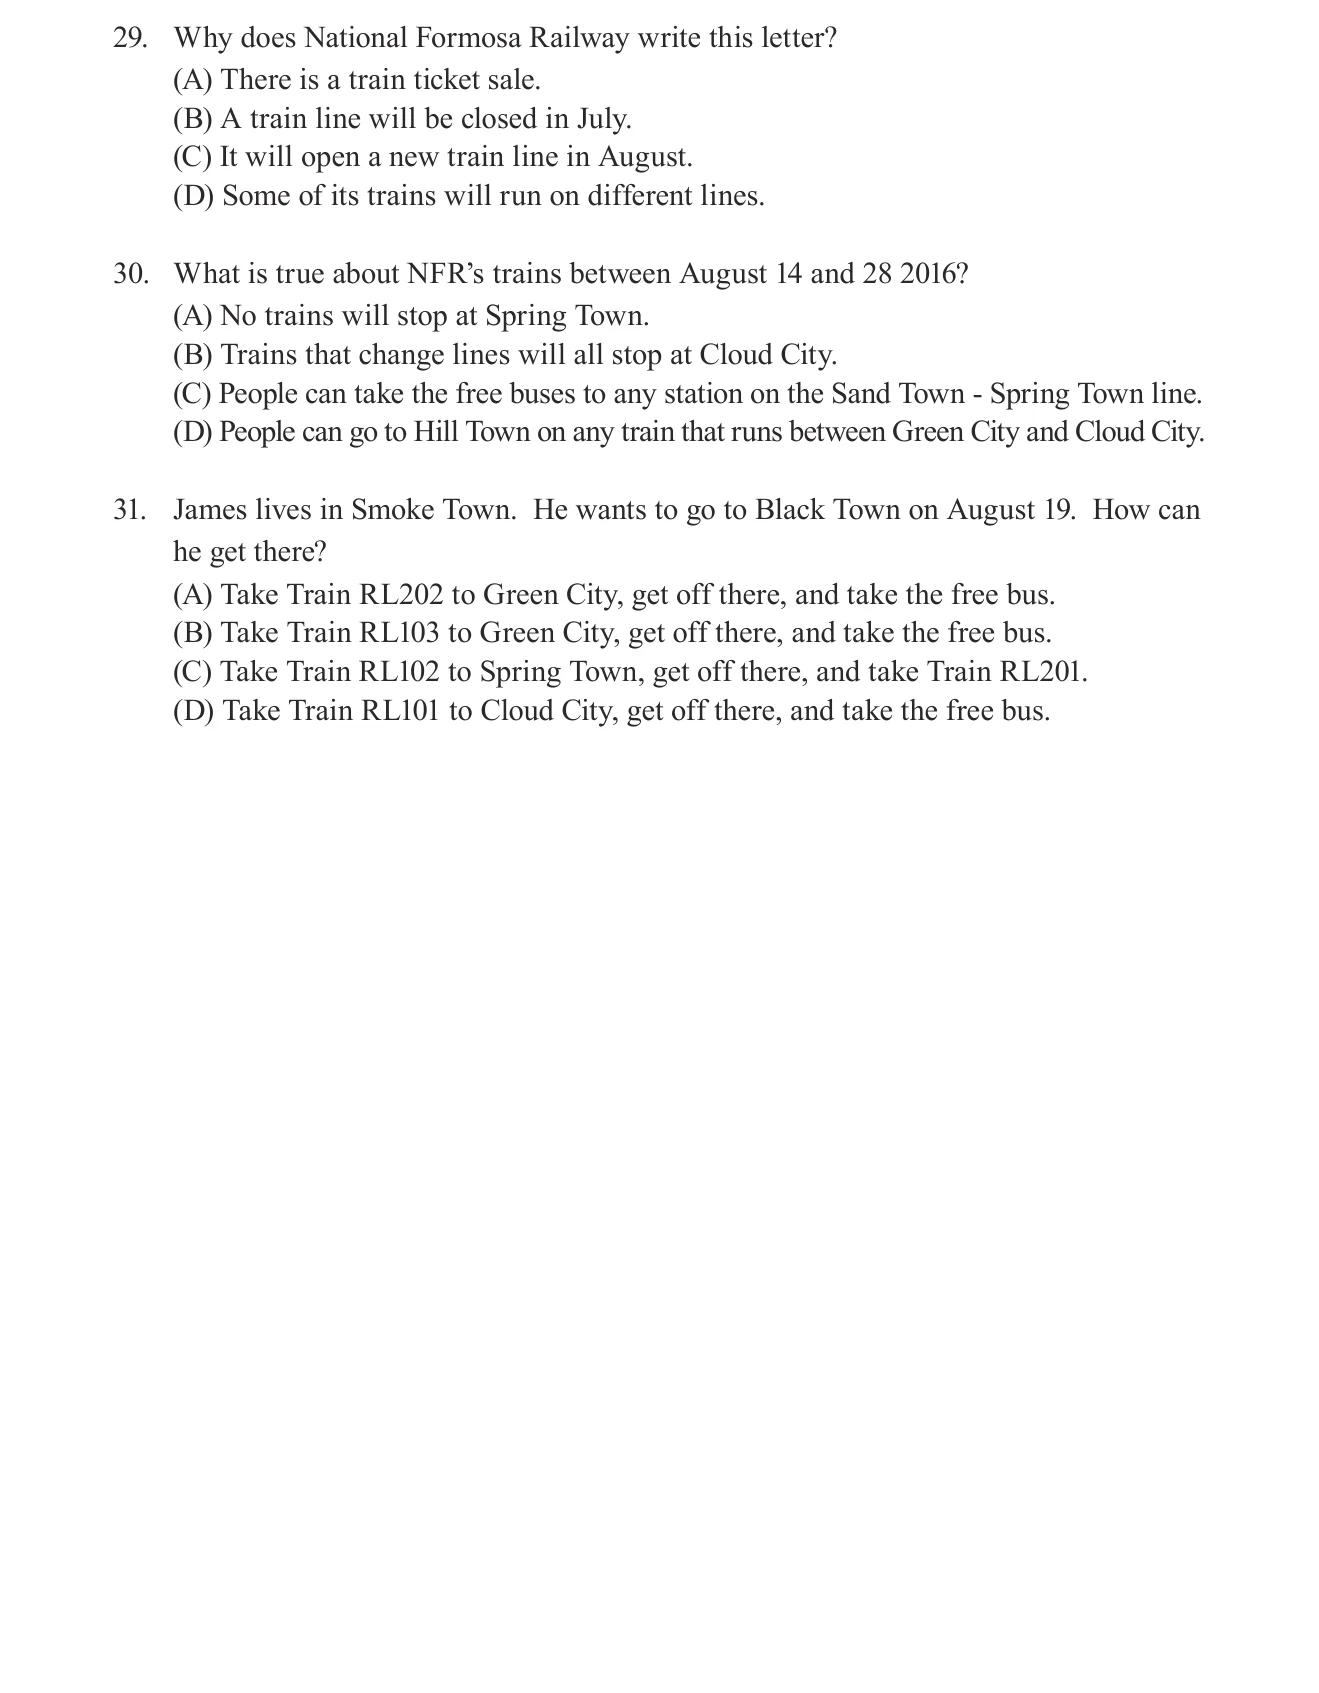 29. Why does National Formosa Railway write this letter?
(A) There is a train ticket sale.
(B) A train line will be closed in July.
(C) It will open a new train line in August.
(D) Some of its trains will run on different lines.
30. What is true about NFR’s trains between August 14 and 28 2016?
(A) No trains will stop at Spring Town.
(B) Trains that change lines will all stop at Cloud City.
(C) People can take the free buses to any station on the Sand Town - Spring Town line.
(D) People can go to Hill Town on any train that runs between Green City and Cloud City.
31. James lives in Smoke Town. He wants to go to Black Town on August 19. How can
he get there?
(A) Take Train RL202 to Green City, get off there, and take the free bus.
(B) Take Train RL103 to Green City, get off there, and take the free bus.
(C) Take Train RL102 to Spring Town, get off there, and take Train RL201.
(D) Take Train RL101 to Cloud City, get off there, and take the free bus.